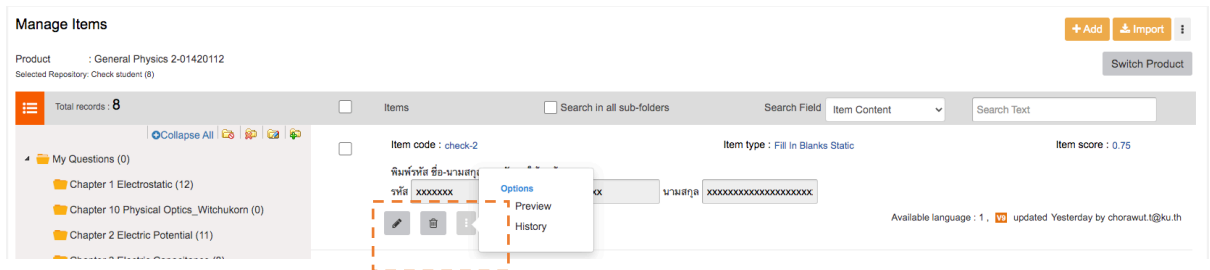 Manage Items
+ Add
Import
Product : General Physics 2-01420112
Selected Repository: Check student (8)
Switch Product
Total records : 8
Items
Search in all sub-folders
Search Field
Item Content
Search Text
Collapse All
My Questions (0)
Chapter 1 Electrostatic (12)
Chapter 10 Physical Optics_Witchukorn (0)
Chapter 2 Electric Potential (11)
Item code : check-2
Item type : Fill In Blanks Static
Item score : 0.75
พิมพ์รหัส ชื่อ-นามสกุล
รหัส xxxxxxx
xx นามสกุล xxxxxxxxxxxxxxxxxxxx
Options
Preview
History
Available language : 1 , V9 updated Yesterday by chorawut.t@ku.th